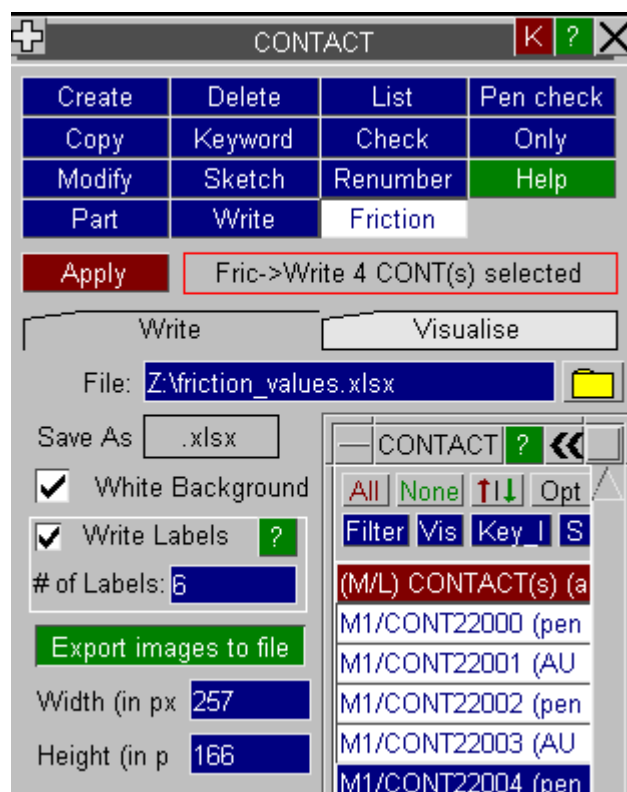 CONTACT K ? X
Create Delete List Pen check
Copy Keyword Check Only
Modify Sketch Renumber Help
Part Write Friction
Apply Fric->Write 4 CONT(s) selected
Write Visualise
File: Z:\friction_values.xlsx
Save As .xlsx
CONTACT ?
White Background
All None Opt
Write Labels ?
Filter Vis Key_I S
# of Labels: 6
(M/L) CONTACT(s) (a
M1/CONT22000 (pen
Export images to file
M1/CONT22001 (AU
Width (in px 257
M1/CONT22002 (pen
Height (in p 166
M1/CONT22003 (AU
M1/CONT22004 (pen